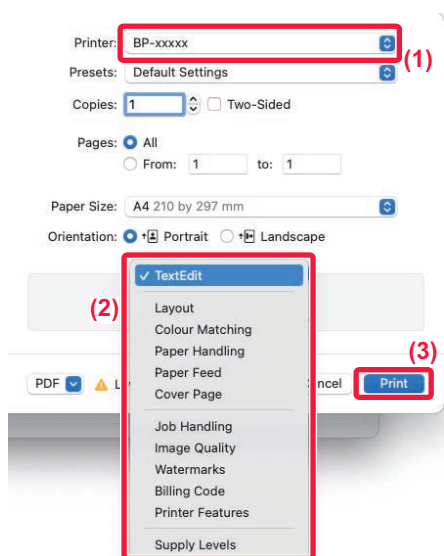 Printer: BP-xxxxx
(1)
Presets: Default Settings
Copies: 1 Two-Sided
Pages: All
From: 1 to: 1
Paper Size: A4 210 by 297 mm
Orientation: Portrait Landscape
✓ TextEdit
(2)
Layout
Colour Matching
Paper Handling
Paper Feed
Cover Page
(3)
PDF Print
Job Handling
Image Quality
Watermarks
Billing Code
Printer Features
Supply Levels